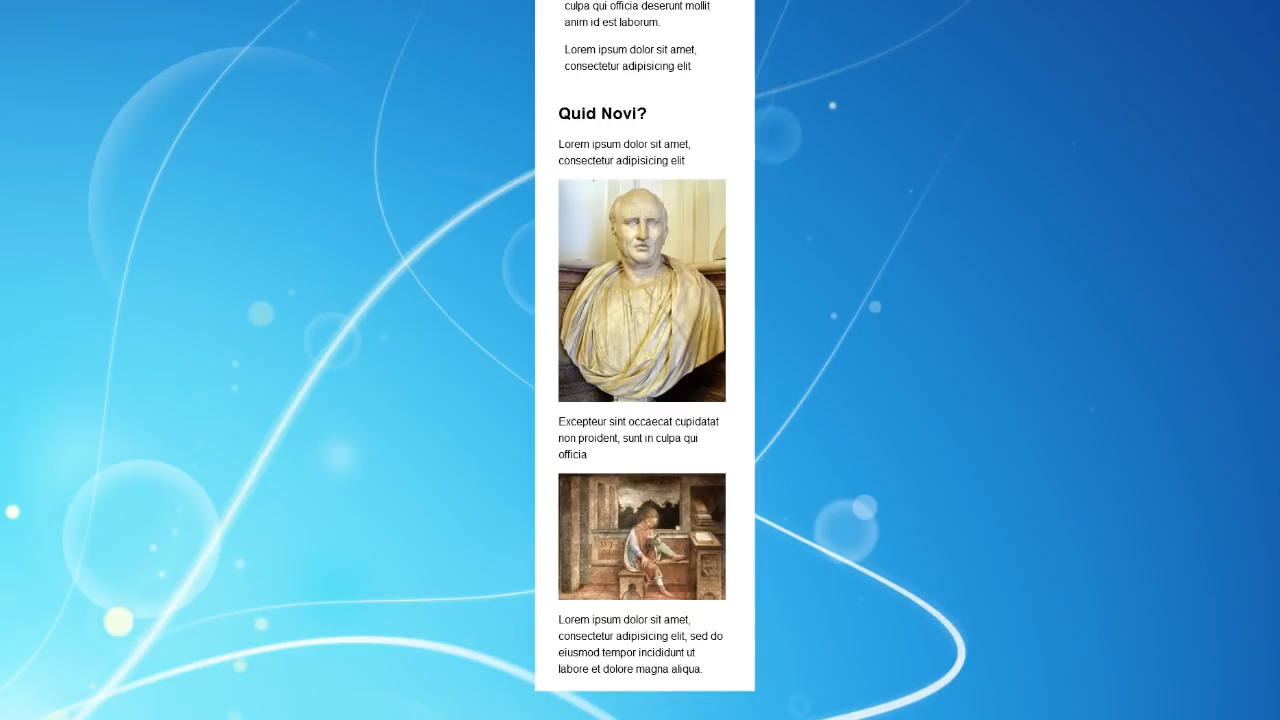 culpa qui officia deserunt mollit
anim id est laborum.
Lorem ipsum dolor sit amet,
consectetur adipisicing elit
Quid Novi?
Lorem ipsum dolor sit amet,
consectetur adipisicing elit
Excepteur sint occaecat cupidatat
non proident, sunt in culpa qui
officia
Lorem ipsum dolor sit amet,
consectetur adipisicing elit, sed do
eiusmod tempor incididunt ut
labore et dolore magna aliqua.